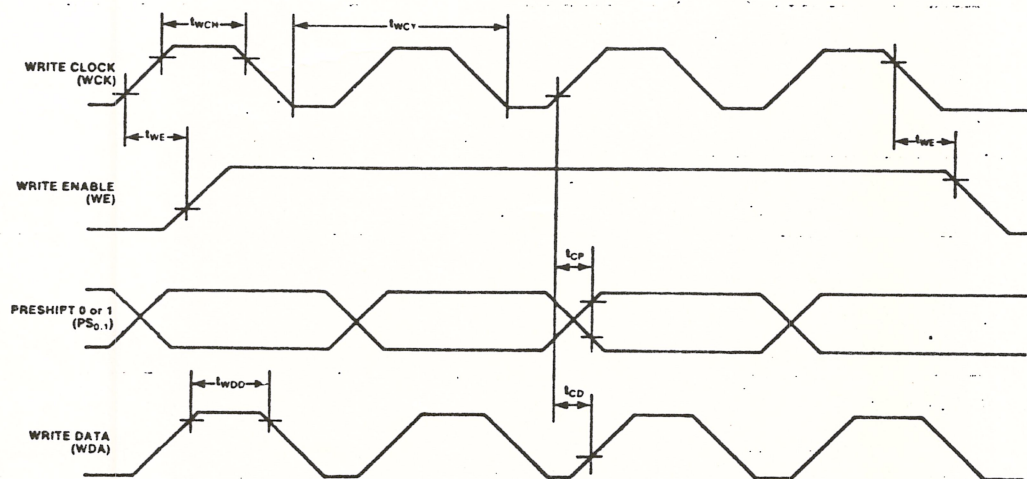 tWCH
tWCY
WRITE CLOCK
(WCK)
tWE
tWE
WRITE ENABLE
(WE)
tCP
PRESHIFT 0 or 1
(PS0.1)
tWDD
tCD
WRITE DATA
(WDA)